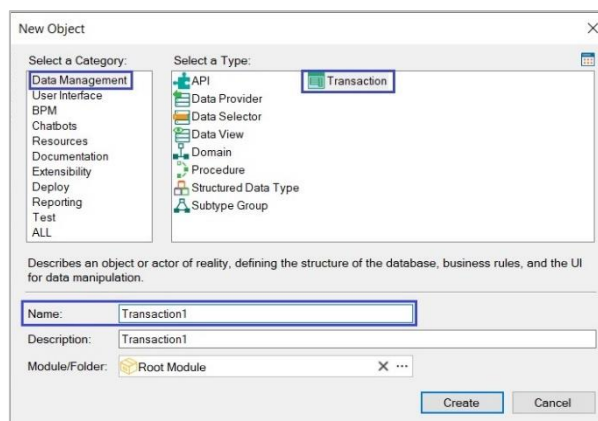 New Object
Select a Category:
Data Management
User Interface
BPM
Chatbots
Resources
Documentation
Extensibility
Deploy
Reporting
Test
ALL
Select a Type:
API
Data Provider
Data Selector
Data View
Domain
Procedure
Structured Data Type
Subtype Group
Transaction
Describes an object or actor of reality, defining the structure of the database, business rules, and the UI
for data manipulation.
Name: Transaction1
Description: Transaction1
Module/Folder: Root Module
Create Cancel